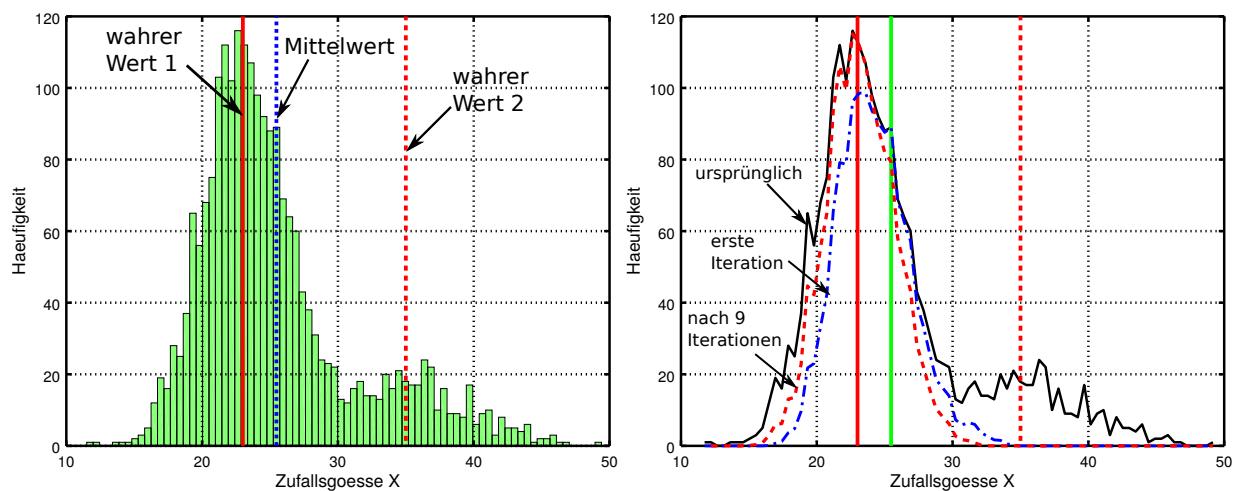 120
100
80
60
40
20
0
10
20
30
40
50
Haeufigkeit
Zufallsgoesse X
wahrer
Wert 1
Mittelwert
wahrer
Wert 2
120
100
80
60
40
20
0
10
20
30
40
50
Haeufigkeit
Zufallsgoesse X
ursprünglich
erste
Iteration
nach 9
Iterationen